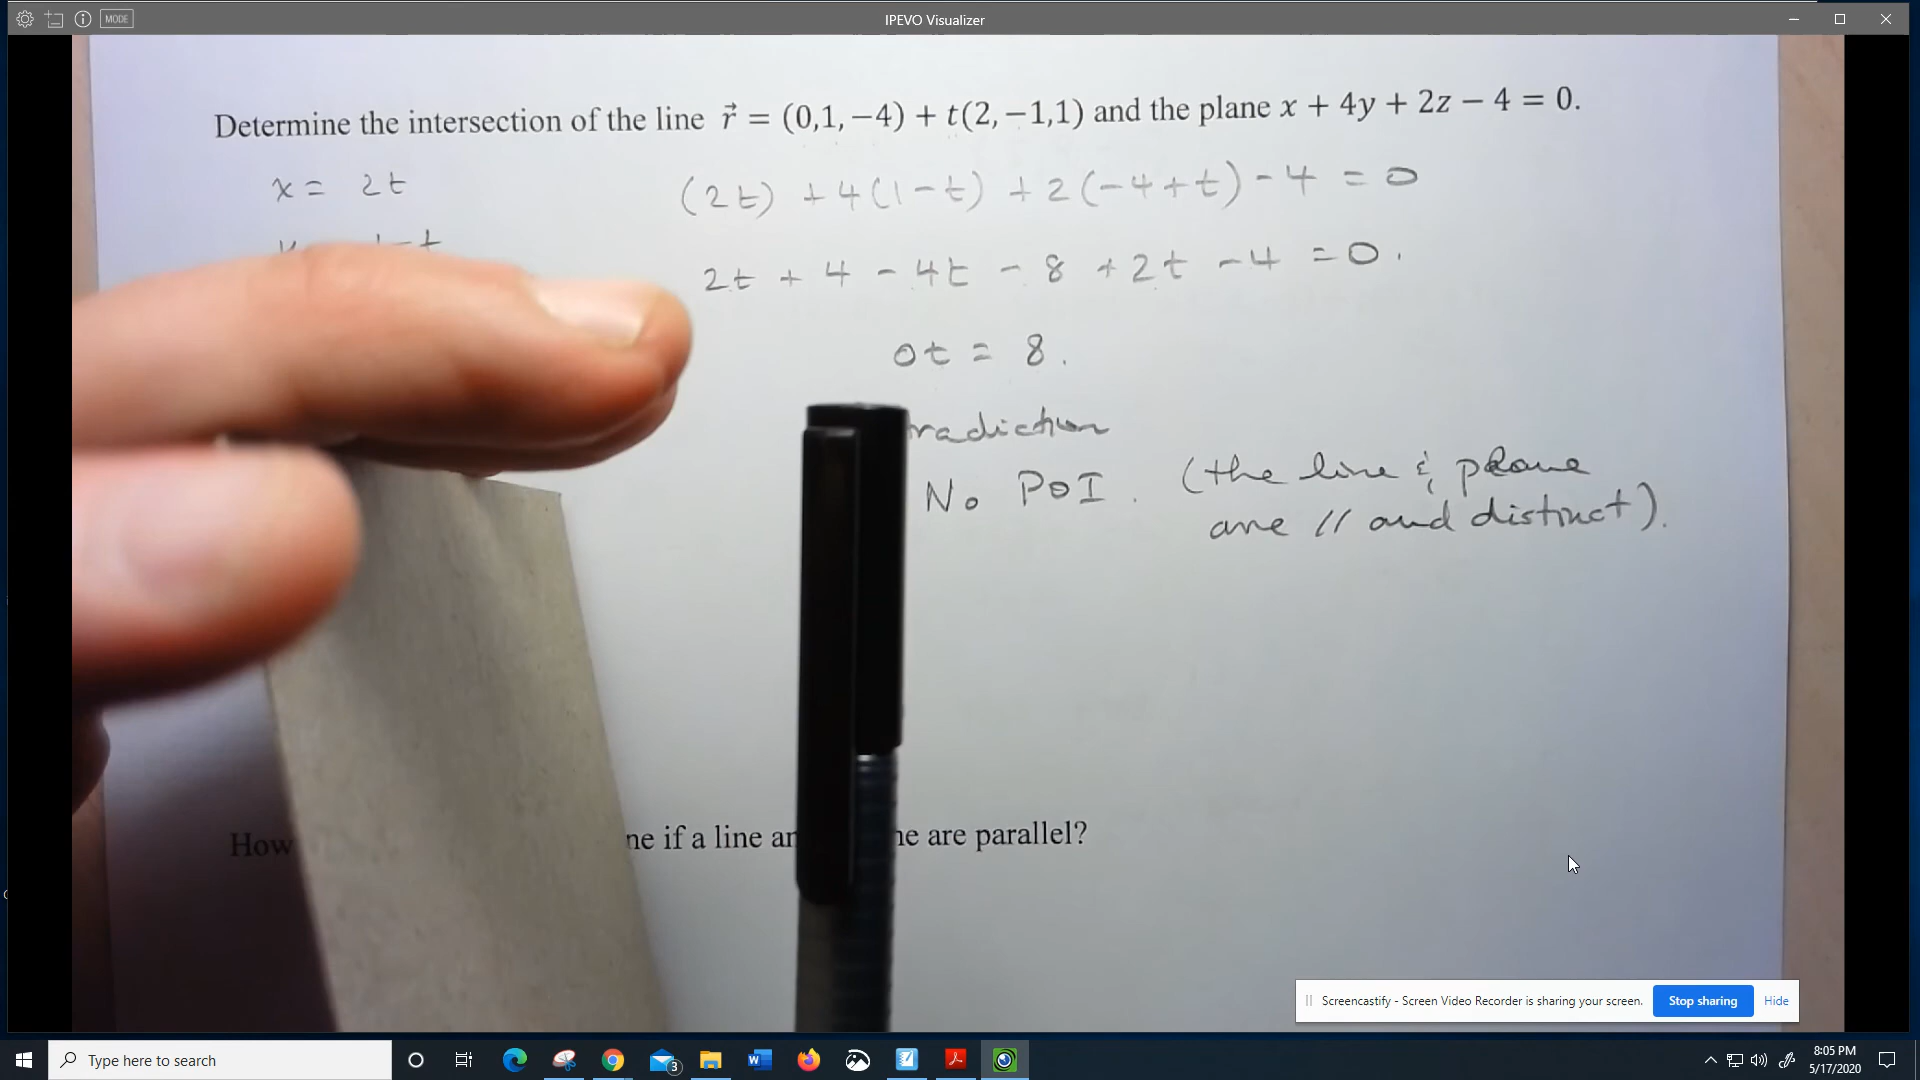 MODE
IPEVO Visualizer
Determine the intersection of the line r⃗ = (0,1,−4) + t(2,−1,1) and the plane x + 4y + 2z − 4 = 0.
x = 2t
(2t) + 4(1-t) + 2(-4+t) - 4 = 0
2t + 4 - 4t - 8 + 2t - 4 = 0.
0t = 8.
radiction
No POI. (the line & plane
are // and distinct).
How ne if a line an ne are parallel?
Screencastify - Screen Video Recorder is sharing your screen.
Stop sharing
Hide
Type here to search
3
8:05 PM
5/17/2020